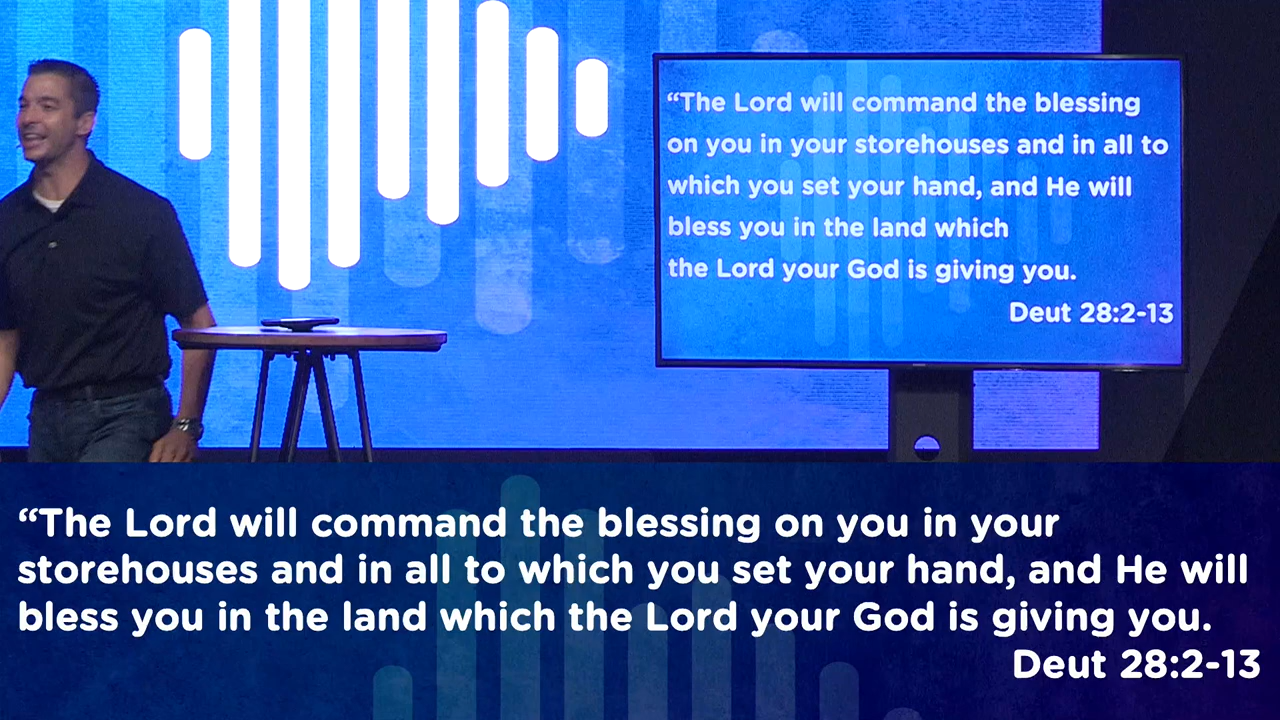 “The Lord will command the blessing
on you in your storehouses and in all to
which you set your hand, and He will
bless you in the land which
the Lord your God is giving you.
Deut 28:2-13
“The Lord will command the blessing on you in your
storehouses and in all to which you set your hand, and He will
bless you in the land which the Lord your God is giving you.
Deut 28:2-13